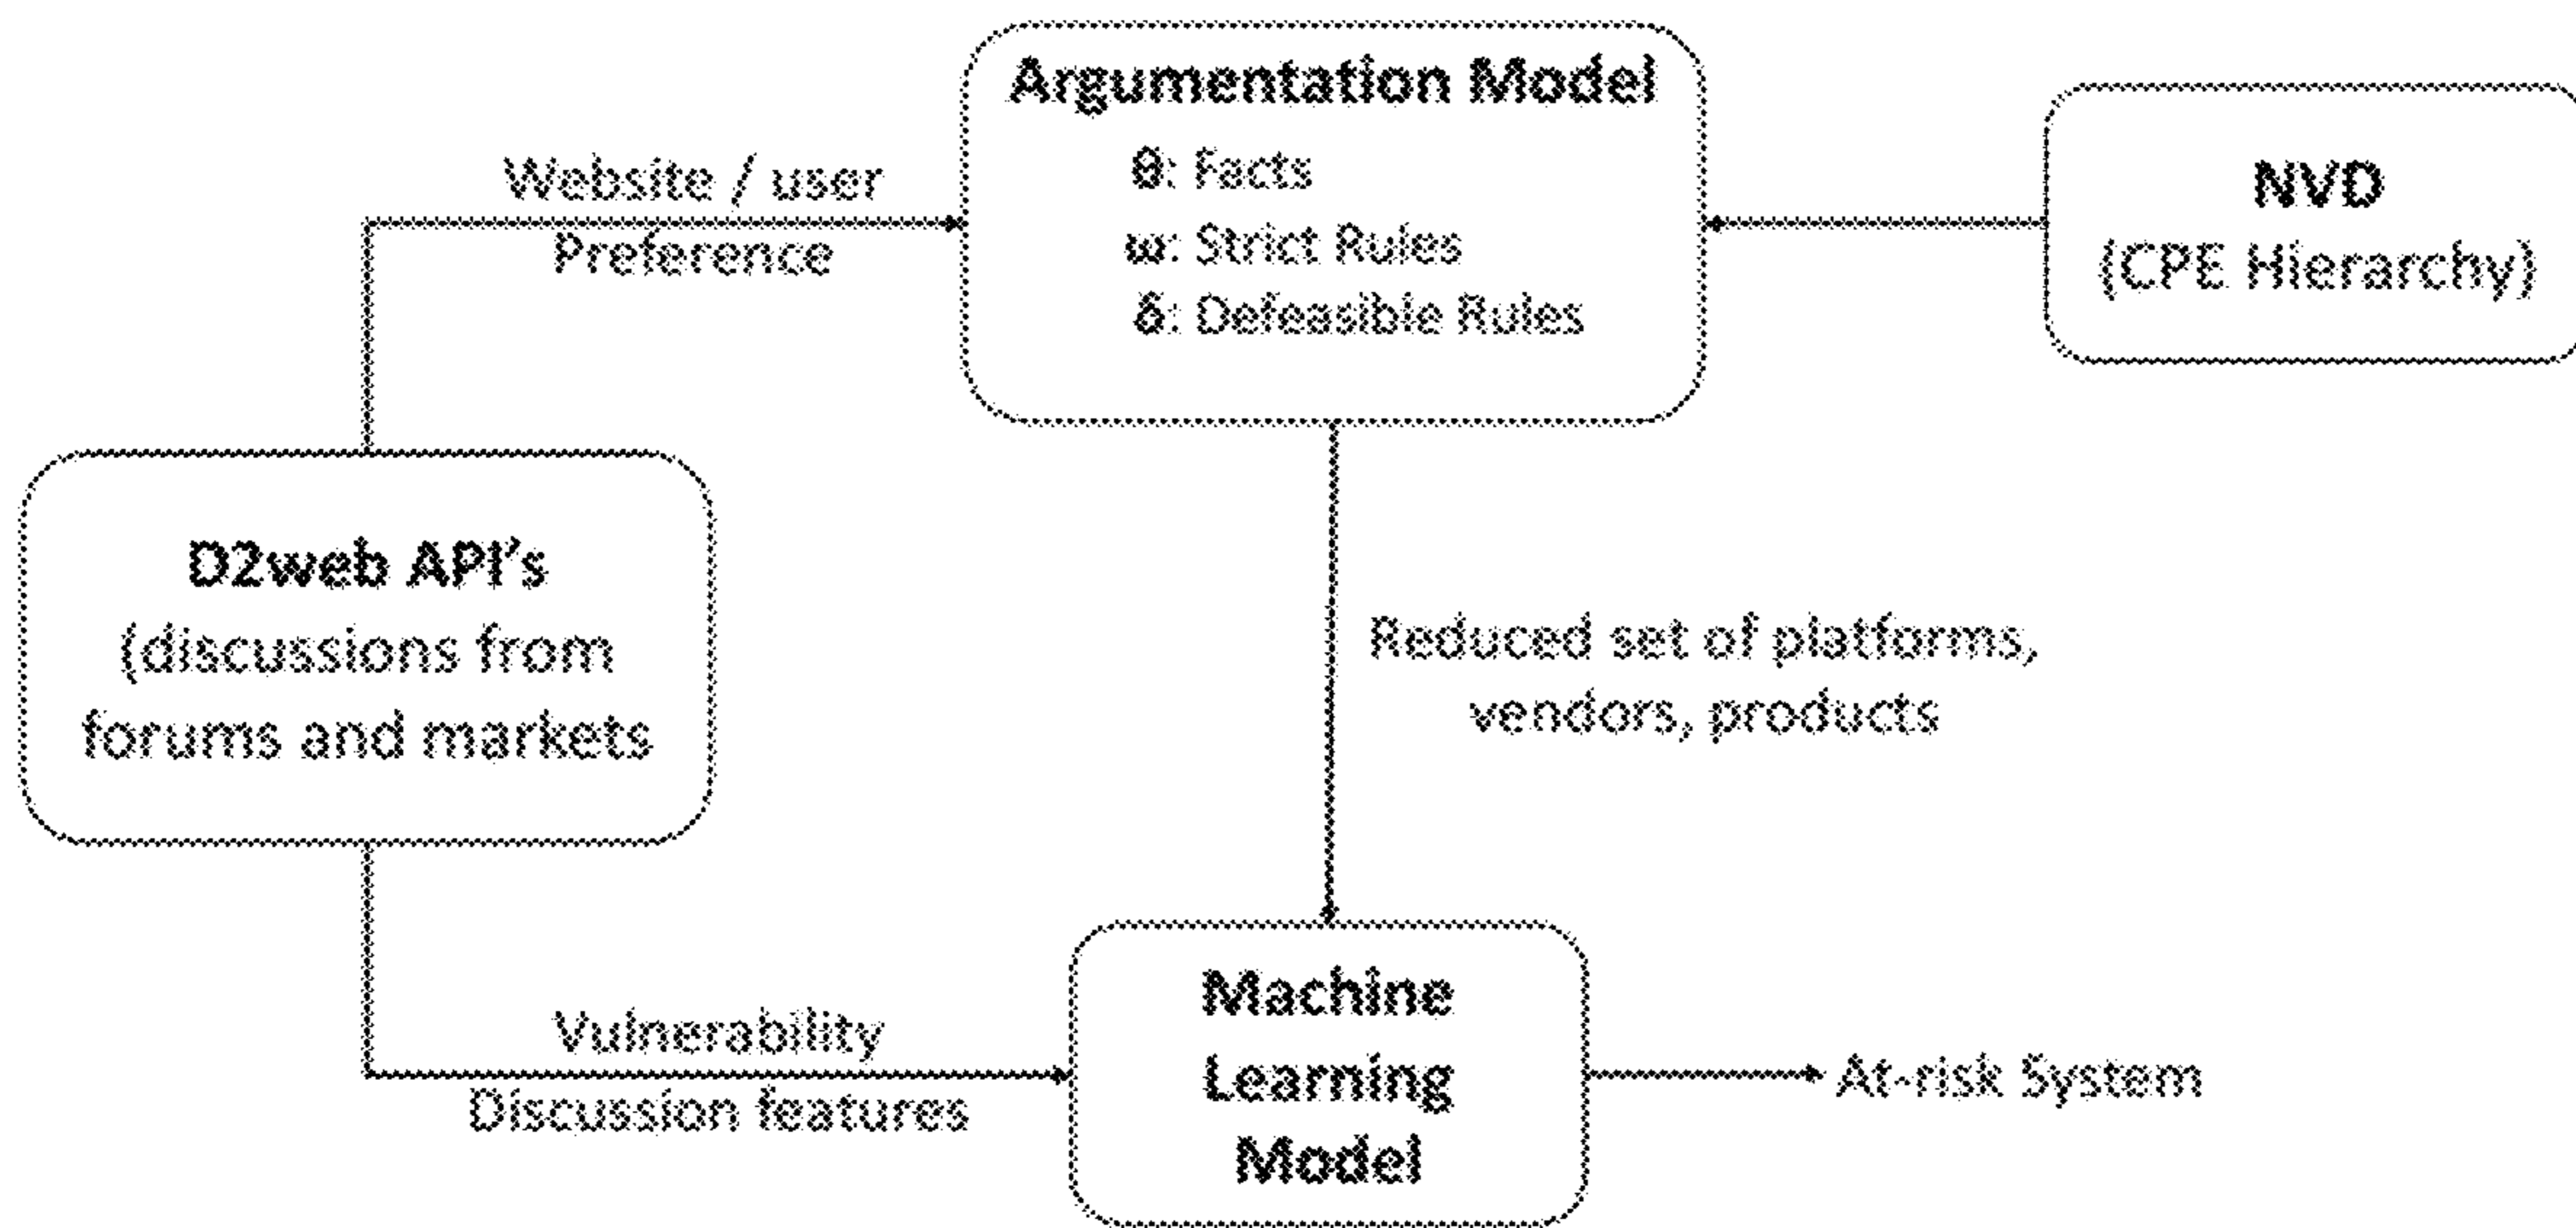 Argumentation Model
θ: Facts
ω: Strict Rules
δ: Defeasible Rules
Website / user
Preference
NVD
(CPE Hierarchy)
D2web API's
(discussions from
forums and markets
Reduced set of platforms,
vendors, products
Vulnerability
Discussion features
Machine
Learning
Model
At-risk System